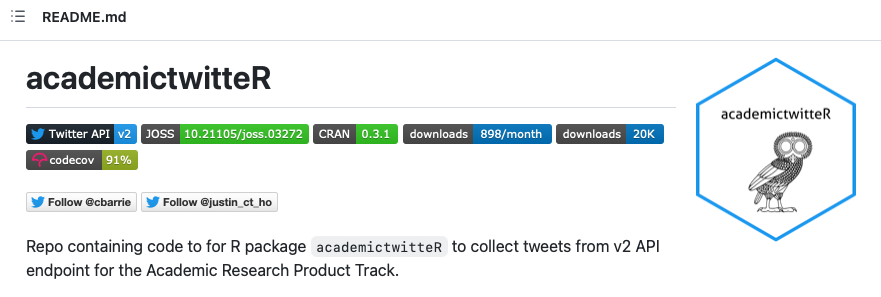 README.md
academictwitteR
Twitter API v2 JOSS 10.21105/joss.03272 CRAN 0.3.1 downloads 898/month downloads 20K
codecov 91%
Follow @cbarrie Follow @justin_ct_ho
Repo containing code to for R package academictwitteR to collect tweets from v2 API
endpoint for the Academic Research Product Track.
academictwitteR